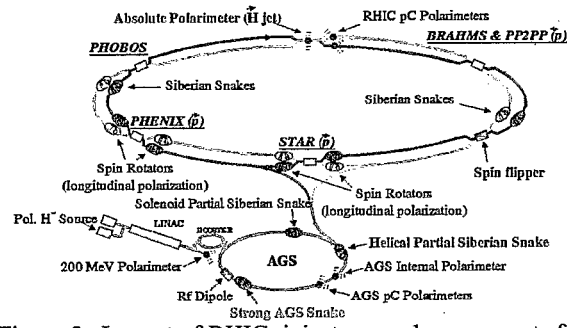 Absolute Polarimeter (H jet)
RHIC pC Polarimeters
PHOBOS
BRAHMS & PP2PP (p)
Siberian Snakes
Siberian Snakes
PHENIX (p)
STAR (p)
Spin Rotators
(longitudinal polarization)
Spin flipper
Spin Rotators
(longitudinal polarization)
Solenoid Partial Siberian Snake
Pol. H⁻ Source
LINAC
BOOSTER
Helical Partial Siberian Snake
AGS
200 MeV Polarimeter
AGS Internal Polarimeter
Rf Dipole
AGS pC Polarimeters
Strong AGS Snake